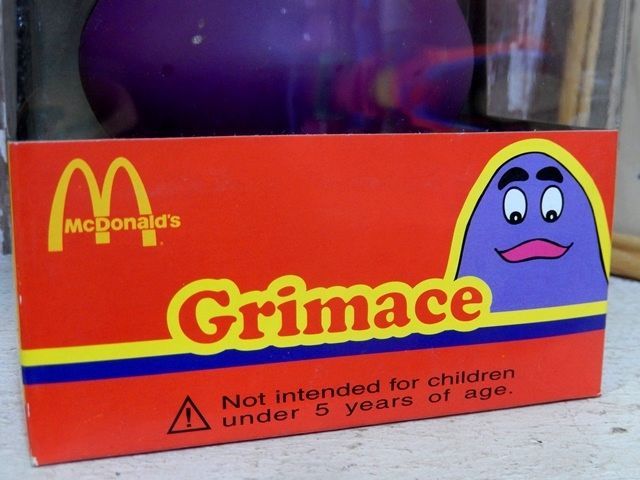 McDonald's
Grimace
Not intended for children
under 5 years of age.